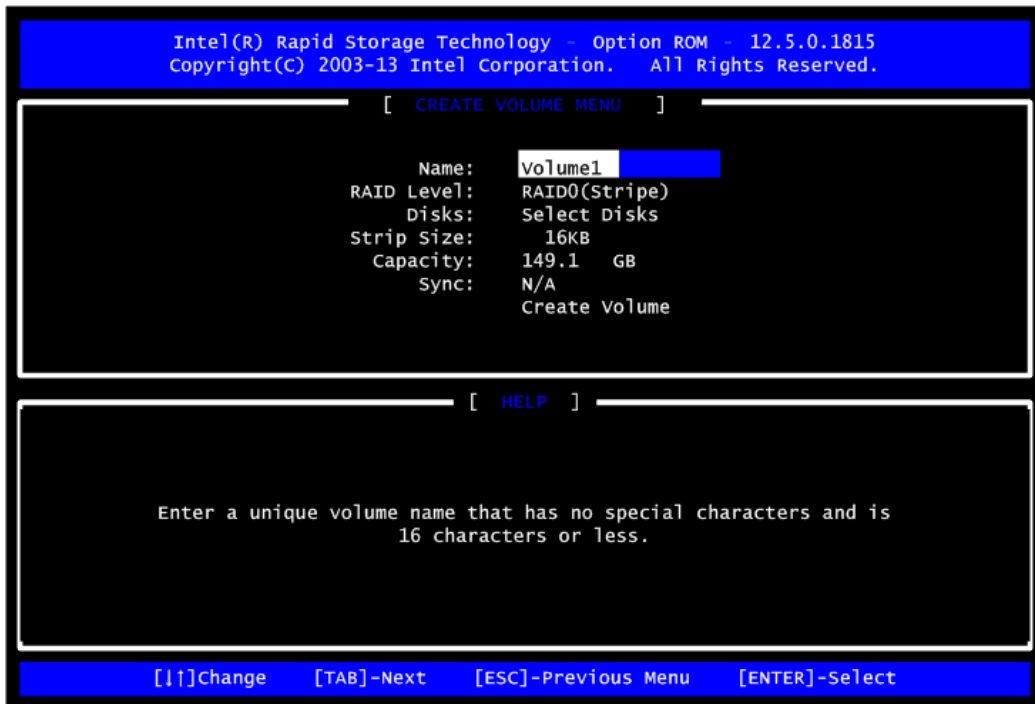 Intel(R) Rapid Storage Technology - Option ROM - 12.5.0.1815
Copyright(C) 2003-13 Intel Corporation. All Rights Reserved.
[ CREATE VOLUME MENU ]
Name: Volume1
RAID Level: RAID0(Stripe)
Disks: Select Disks
Strip Size: 16KB
Capacity: 149.1 GB
Sync: N/A
Create Volume
[ HELP ]
Enter a unique volume name that has no special characters and is
16 characters or less.
[↓↑]Change [TAB]-Next [ESC]-Previous Menu [ENTER]-Select